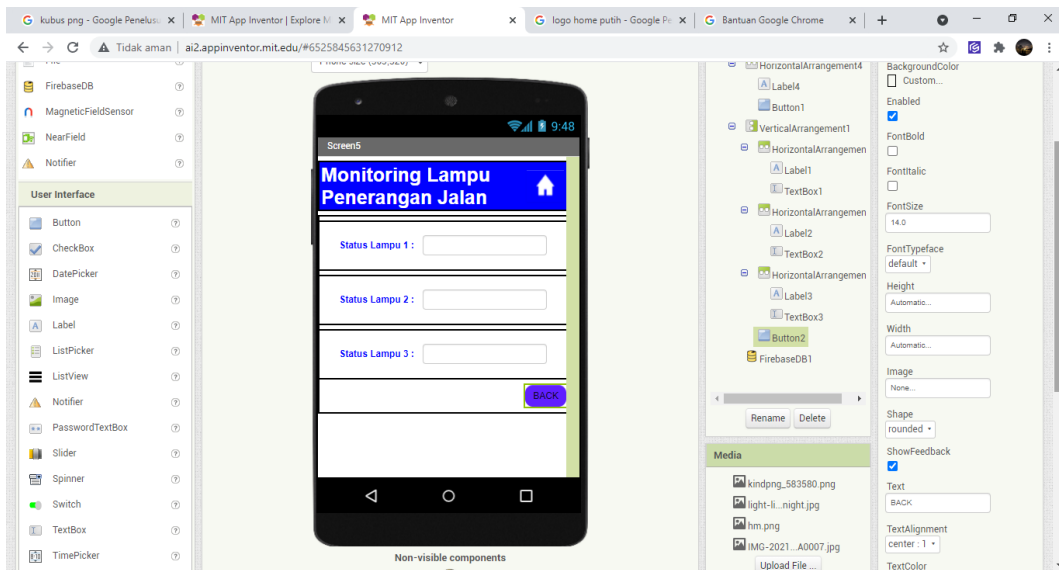 kubus png - Google Penelusu
MIT App Inventor | Explore M
MIT App Inventor
logo home putih - Google Pe
Bantuan Google Chrome
Tidak aman | ai2.appinventor.mit.edu/#6525845631270912
FirebaseDB
MagneticFieldSensor
NearField
Notifier
User Interface
Button
CheckBox
DatePicker
Image
Label
ListPicker
ListView
Notifier
PasswordTextBox
Slider
Spinner
Switch
TextBox
TimePicker
9:48
Screen5
Monitoring Lampu
Penerangan Jalan
Status Lampu 1 :
Status Lampu 2 :
Status Lampu 3 :
BACK
Non-visible components
HorizontalArrangement4
Label4
Button1
VerticalArrangement1
HorizontalArrangemen
Label1
TextBox1
HorizontalArrangemen
Label2
TextBox2
HorizontalArrangemen
Label3
TextBox3
Button2
FirebaseDB1
Rename Delete
Media
kindpng_583580.png
light-li...night.jpg
hm.png
IMG-2021...A0007.jpg
Upload File ...
BackgroundColor
Custom...
Enabled
FontBold
FontItalic
FontSize
14.0
FontTypeface
default
Height
Automatic...
Width
Automatic...
Image
None...
Shape
rounded
ShowFeedback
Text
BACK
TextAlignment
center : 1
TextColor